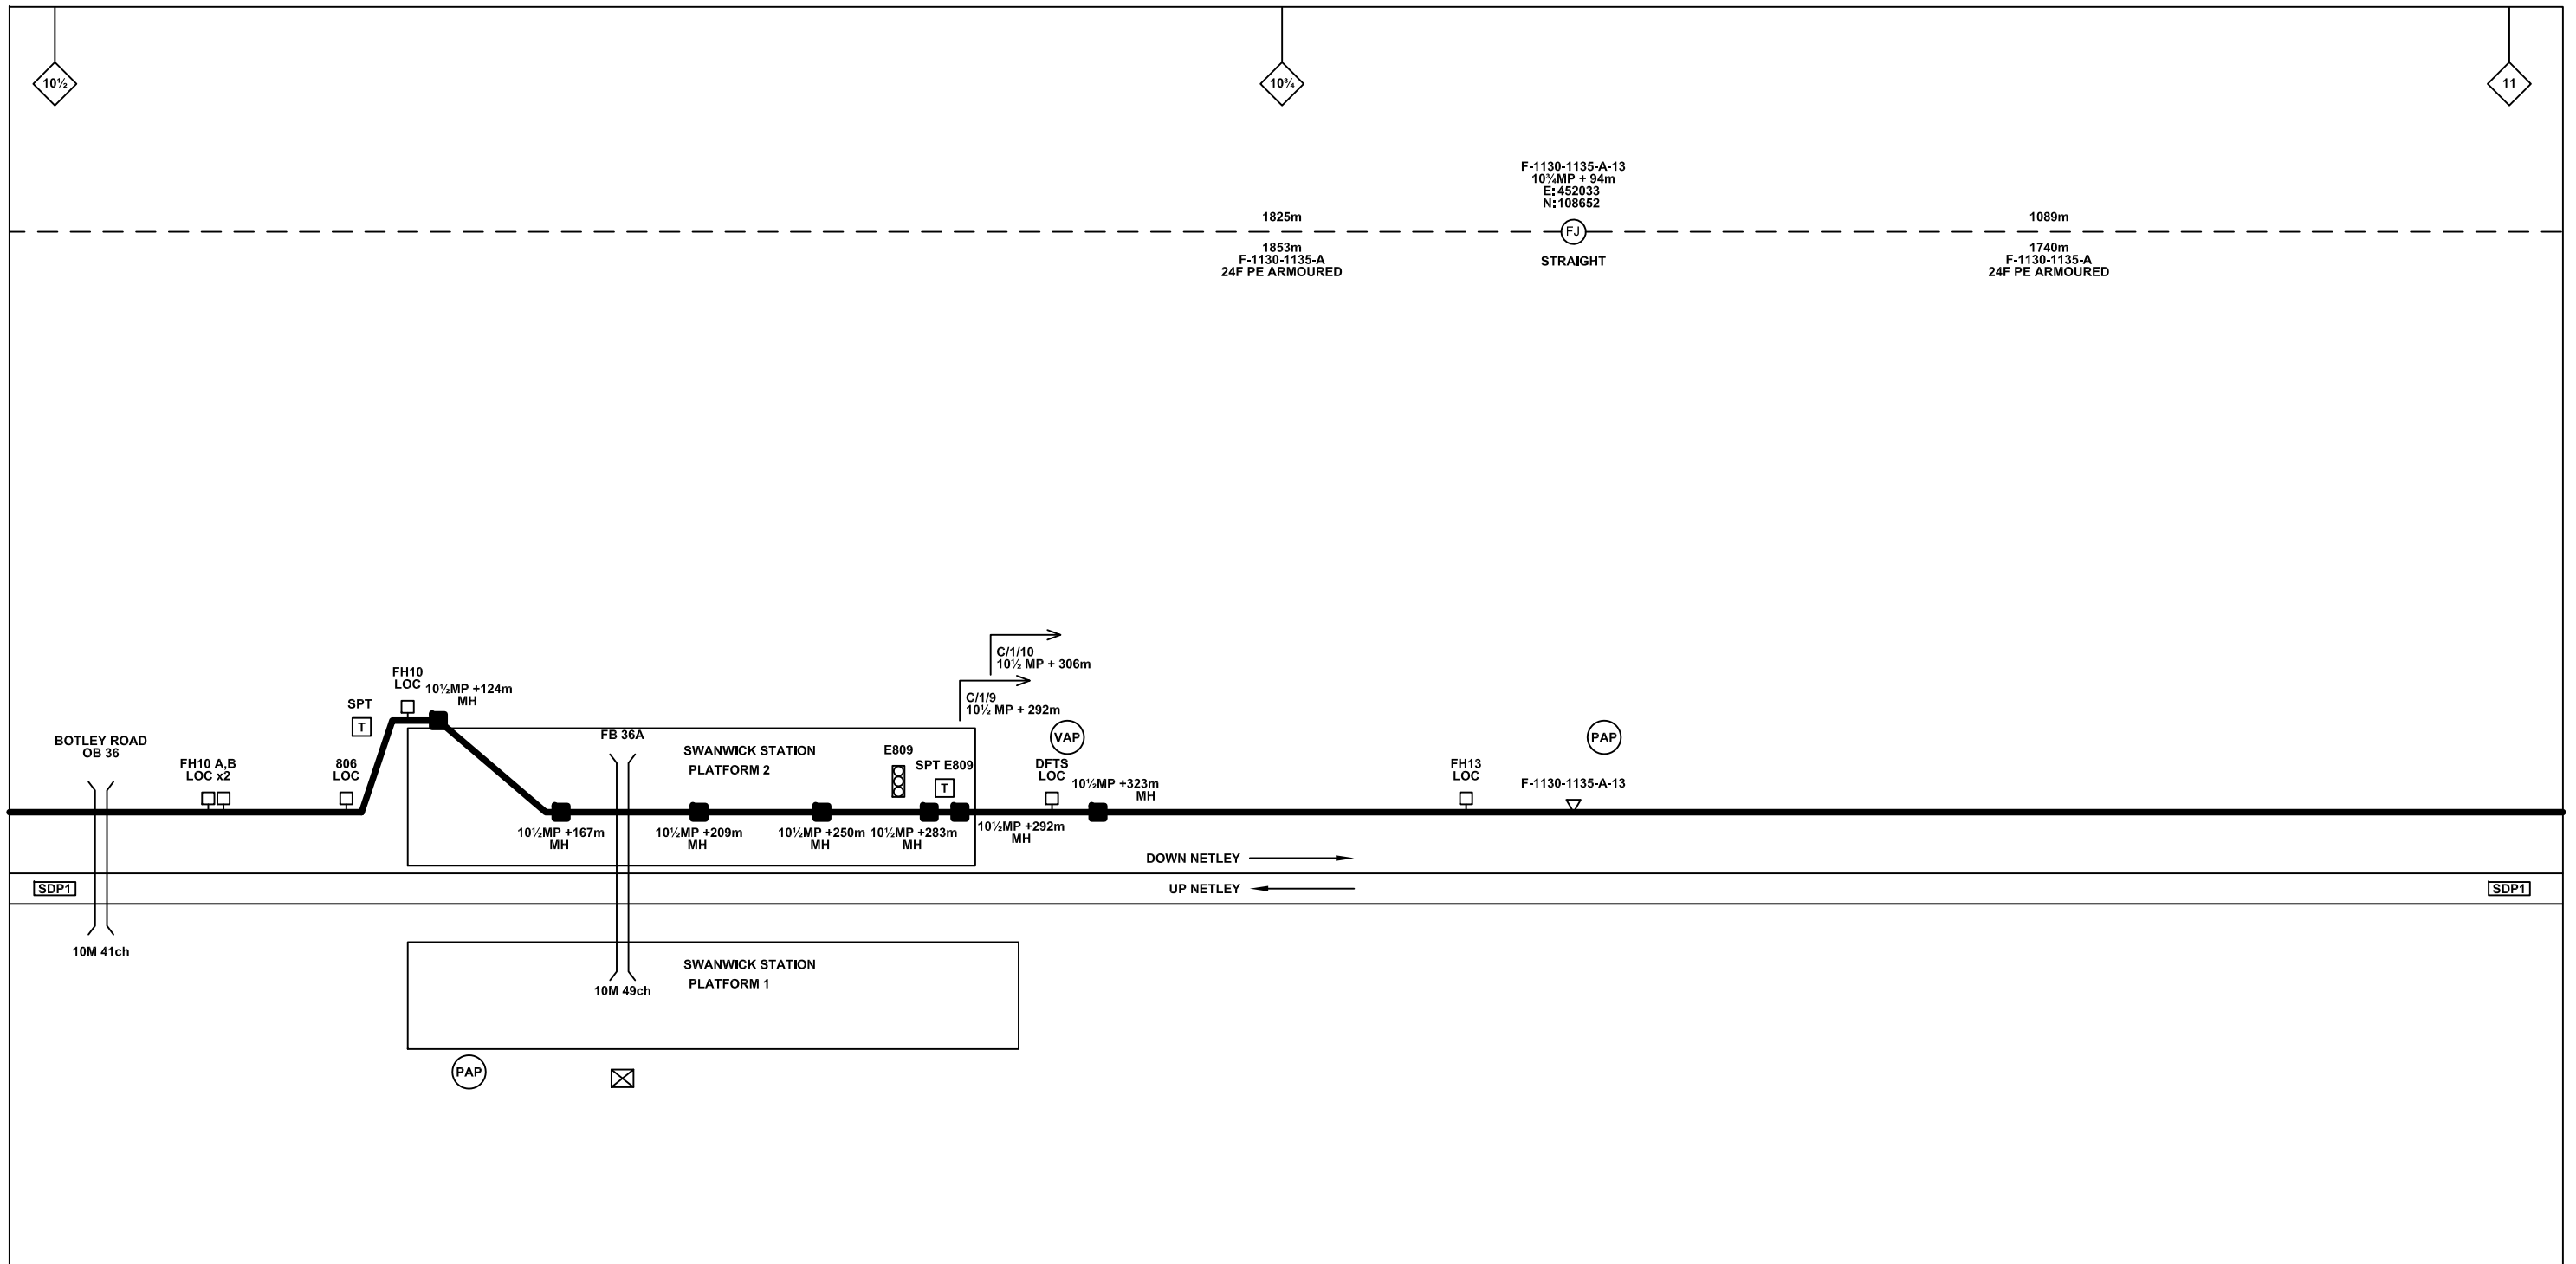 10½
10¾
11
F-1130-1135-A-13
10¾MP + 94m
E: 452033
N: 108652
1825m
FJ
1089m
1853m
F-1130-1135-A
24F PE ARMOURED
STRAIGHT
1740m
F-1130-1135-A
24F PE ARMOURED
C/1/10
10½ MP + 306m
C/1/9
10½ MP + 292m
FH10
LOC
10½MP +124m
MH
SPT
T
BOTLEY ROAD
OB 36
FH10 A,B
LOC x2
806
LOC
FB 36A
SWANWICK STATION
PLATFORM 2
E809
SPT E809
T
VAP
DFTS
LOC
10½MP +323m
MH
FH13
LOC
PAP
F-1130-1135-A-13
10½MP +167m
MH
10½MP +209m
MH
10½MP +250m
MH
10½MP +283m
MH
10½MP +292m
MH
DOWN NETLEY
SDP1
UP NETLEY
SDP1
10M 41ch
SWANWICK STATION
PLATFORM 1
10M 49ch
PAP